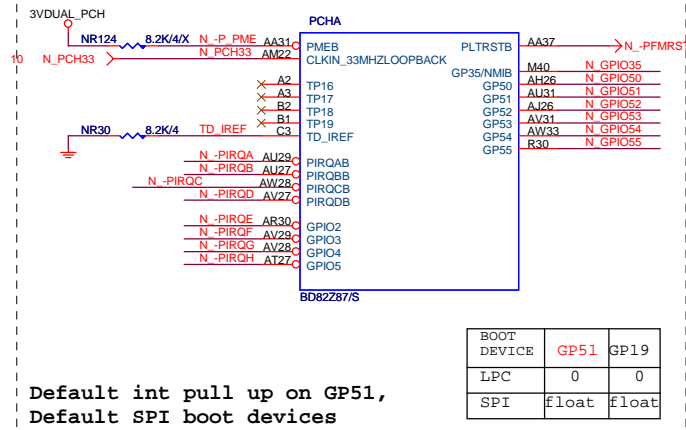 3VDUAL_PCH
PCHA
NR124 8.2K/4/X N_-P_PME AA31 PMEB PLTRSTB AA37 N_-PFMRST
10 N_PCH33 N_PCH33 AM22 CLKIN_33MHZLOOPBACK
GP35/NMIB M40 N_GPIO35
A2 TP16 GP50 AH26 N_GPIO50
A3 TP17 GP51 AU31 N_GPIO51
B2 TP18 GP52 AJ26 N_GPIO52
B1 TP19 GP53 AV31 N_GPIO53
NR30 8.2K/4 TD_IREF C3 TD_IREF GP54 AW33 N_GPIO54
GP55 R30 N_GPIO55
N_-PIRQA AU29 PIRQAB
N_-PIRQB AU27 PIRQBB
N_-PIRQC AW28 PIRQCB
N_-PIRQD AV27 PIRQDB
N_-PIRQE AR30 GPIO2
N_-PIRQF AV29 GPIO3
N_-PIRQG AV28 GPIO4
N_-PIRQH AT27 GPIO5
BD82Z87/S
BOOT
DEVICE GP51 GP19
LPC 0 0
SPI float float
Default int pull up on GP51,
Default SPI boot devices